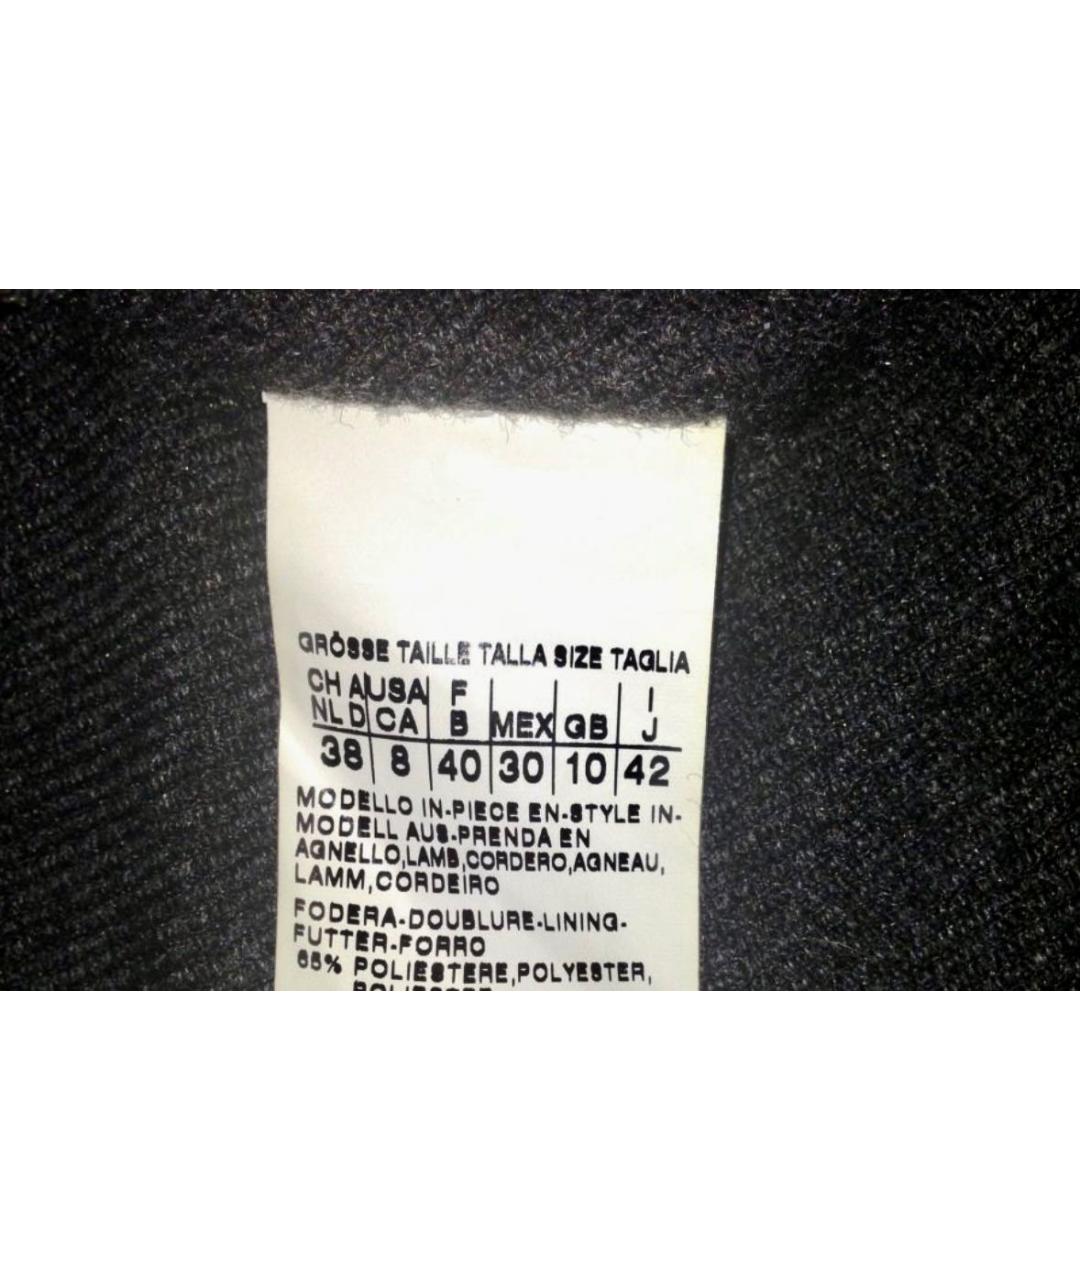 GRÖSSE TAILLE TALLA SIZE TAGLIA
CH A USA F I
NL D CA B MEX GB J
38 8 40 30 10 42
MODELLO IN-PIECE EN-STYLE IN-
MODELL AUS-PRENDA EN
AGNELLO,LAMB,CORDERO,AGNEAU,
LAMM,CORDEIRO
FODERA-DOUBLURE-LINING-
FUTTER-FORRO
POLIESTERE,POLYESTER,